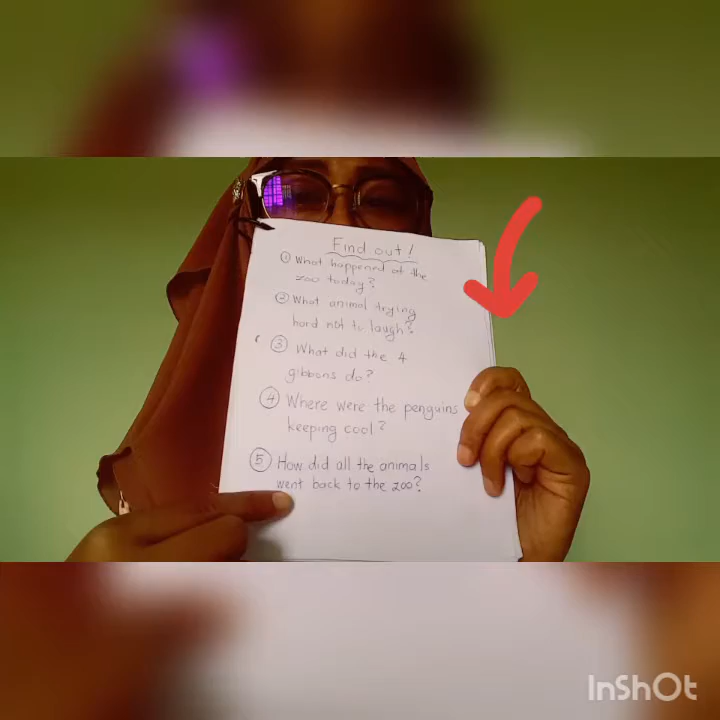 Find out!
① What happened at the
zoo today?
② What animal trying
hard not to laugh?
③ What did the 4
gibbons do?
④ Where were the penguins
keeping cool?
⑤ How did all the animals
went back to the zoo?
InShOt